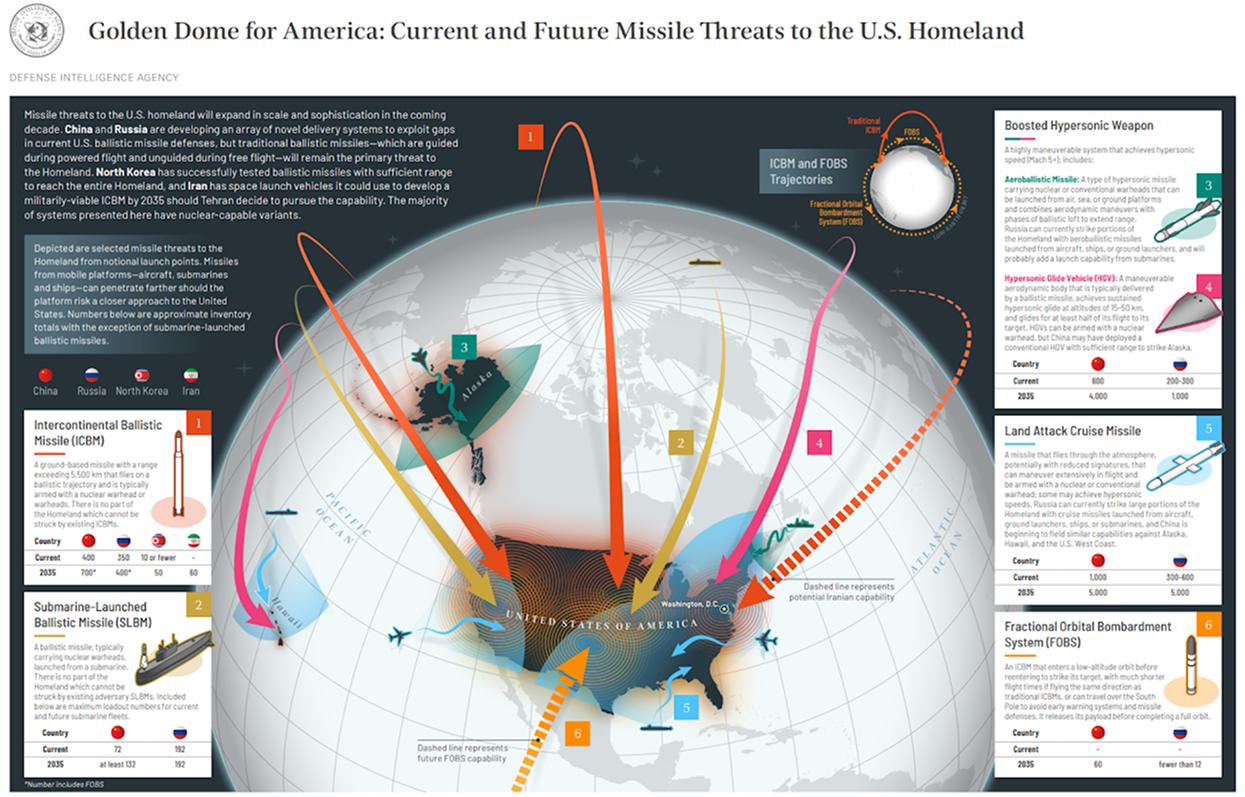 Golden Dome for America: Current and Future Missile Threats to the U.S. Homeland
DEFENSE INTELLIGENCE AGENCY
Missile threats to the U.S. homeland will expand in scale and sophistication in the coming
decade. China and Russia are developing an array of novel delivery systems to exploit gaps
in current U.S. ballistic missile defenses, but traditional ballistic missiles—which are guided
during powered flight and unguided during free flight—will remain the primary threat to
the Homeland. North Korea has successfully tested ballistic missiles with sufficient range
to reach the entire Homeland, and Iran has space launch vehicles it could use to develop a
militarily-viable ICBM by 2035 should Tehran decide to pursue the capability. The majority
of systems presented here have nuclear-capable variants.
Depicted are selected missile threats to the
Homeland from notional launch points. Missiles
from mobile platforms—aircraft, submarines
and ships—can penetrate farther should the
platform risk a closer approach to the United
States. Numbers below are approximate inventory
totals with the exception of submarine-launched
ballistic missiles.
China Russia North Korea Iran
1
Intercontinental Ballistic
Missile (ICBM)
A ground-based missile with a range
exceeding 5,500 km that flies on a
ballistic trajectory and is typically
armed with a nuclear warhead or
warheads. There is no part of
the Homeland which cannot be
struck by existing ICBMs.
Country
Current 400 350 10 or fewer -
2035 700* 400* 50 60
2
Submarine-Launched
Ballistic Missile (SLBM)
A ballistic missile, typically
carrying nuclear warheads,
launched from a submarine.
There is no part of the
Homeland which cannot be
struck by existing adversary SLBMs. Included
below are maximum loadout numbers for current
and future submarine fleets.
Country
Current 72 192
2035 at least 132 192
*Number includes FOBS
1
3
2
4
5
6
Alaska
PACIFIC
OCEAN
Hawaii
ATLANTIC
OCEAN
UNITED STATES OF AMERICA
Washington, D.C.
Dashed line represents
potential Iranian capability
Dashed line represents
future FOBS capability
ICBM and FOBS
Trajectories
Traditional
ICBM
FOBS
Fractional Orbital
Bombardment
System (FOBS)
LOW-EARTH ORBIT
Boosted Hypersonic Weapon
A highly maneuverable system that achieves hypersonic
speed (Mach 5+); includes:
3
Aeroballistic Missile: A type of hypersonic missile
carrying nuclear or conventional warheads that can
be launched from air, sea, or ground platforms
and combines aerodynamic maneuvers with
phases of ballistic loft to extend range.
Russia can currently strike portions of
the Homeland with aeroballistic missiles
launched from aircraft, ships, or ground launchers, and will
probably add a launch capability from submarines.
4
Hypersonic Glide Vehicle (HGV): A maneuverable
aerodynamic body that is typically delivered
by a ballistic missile, achieves sustained
hypersonic glide at altitudes of 15-50 km,
and glides for at least half of its flight to its
target. HGVs can be armed with a nuclear
warhead, but China may have deployed a
conventional HGV with sufficient range to strike Alaska.
Country
Current 600 200-300
2035 4,000 1,000
5
Land Attack Cruise Missile
A missile that flies through the atmosphere,
potentially with reduced signatures, that
can maneuver extensively in flight and
be armed with a nuclear or conventional
warhead; some may achieve hypersonic
speeds. Russia can currently strike large portions of the
Homeland with cruise missiles launched from aircraft,
ground launchers, ships, or submarines, and China is
beginning to field similar capabilities against Alaska,
Hawaii, and the U.S. West Coast.
Country
Current 1,000 300-600
2035 5,000 5,000
6
Fractional Orbital Bombardment
System (FOBS)
An ICBM that enters a low-altitude orbit before
reentering to strike its target, with much shorter
flight times if flying the same direction as
traditional ICBMs, or can travel over the South
Pole to avoid early warning systems and missile
defenses. It releases its payload before completing a full orbit.
Country
Current - -
2035 60 fewer than 12